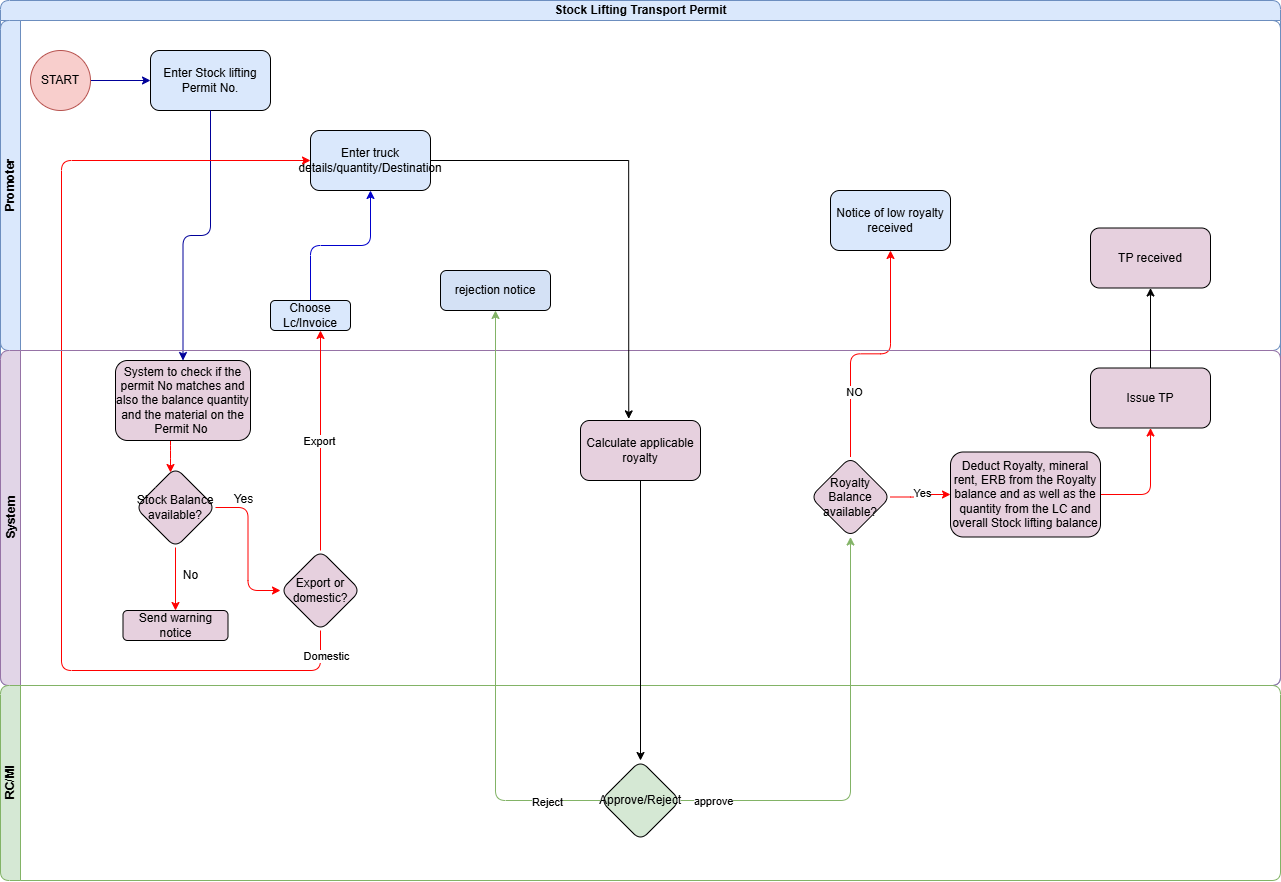 Stock Lifting Transport Permit
Promoter
START
Enter Stock lifting
Permit No.
Enter truck
details/quantity/Destination
Choose
Lc/Invoice
rejection notice
Notice of low royalty
received
TP received
System
System to check if the
permit No matches and
also the balance quantity
and the material on the
Permit No
Stock Balance
available?
Yes
No
Send warning
notice
Export
Export or
domestic?
Domestic
Calculate applicable
royalty
NO
Royalty
Balance
available?
Yes
Deduct Royalty, mineral
rent, ERB from the Royalty
balance and as well as the
quantity from the LC and
overall Stock lifting balance
Issue TP
RC/MI
Reject
Approve/Reject
approve